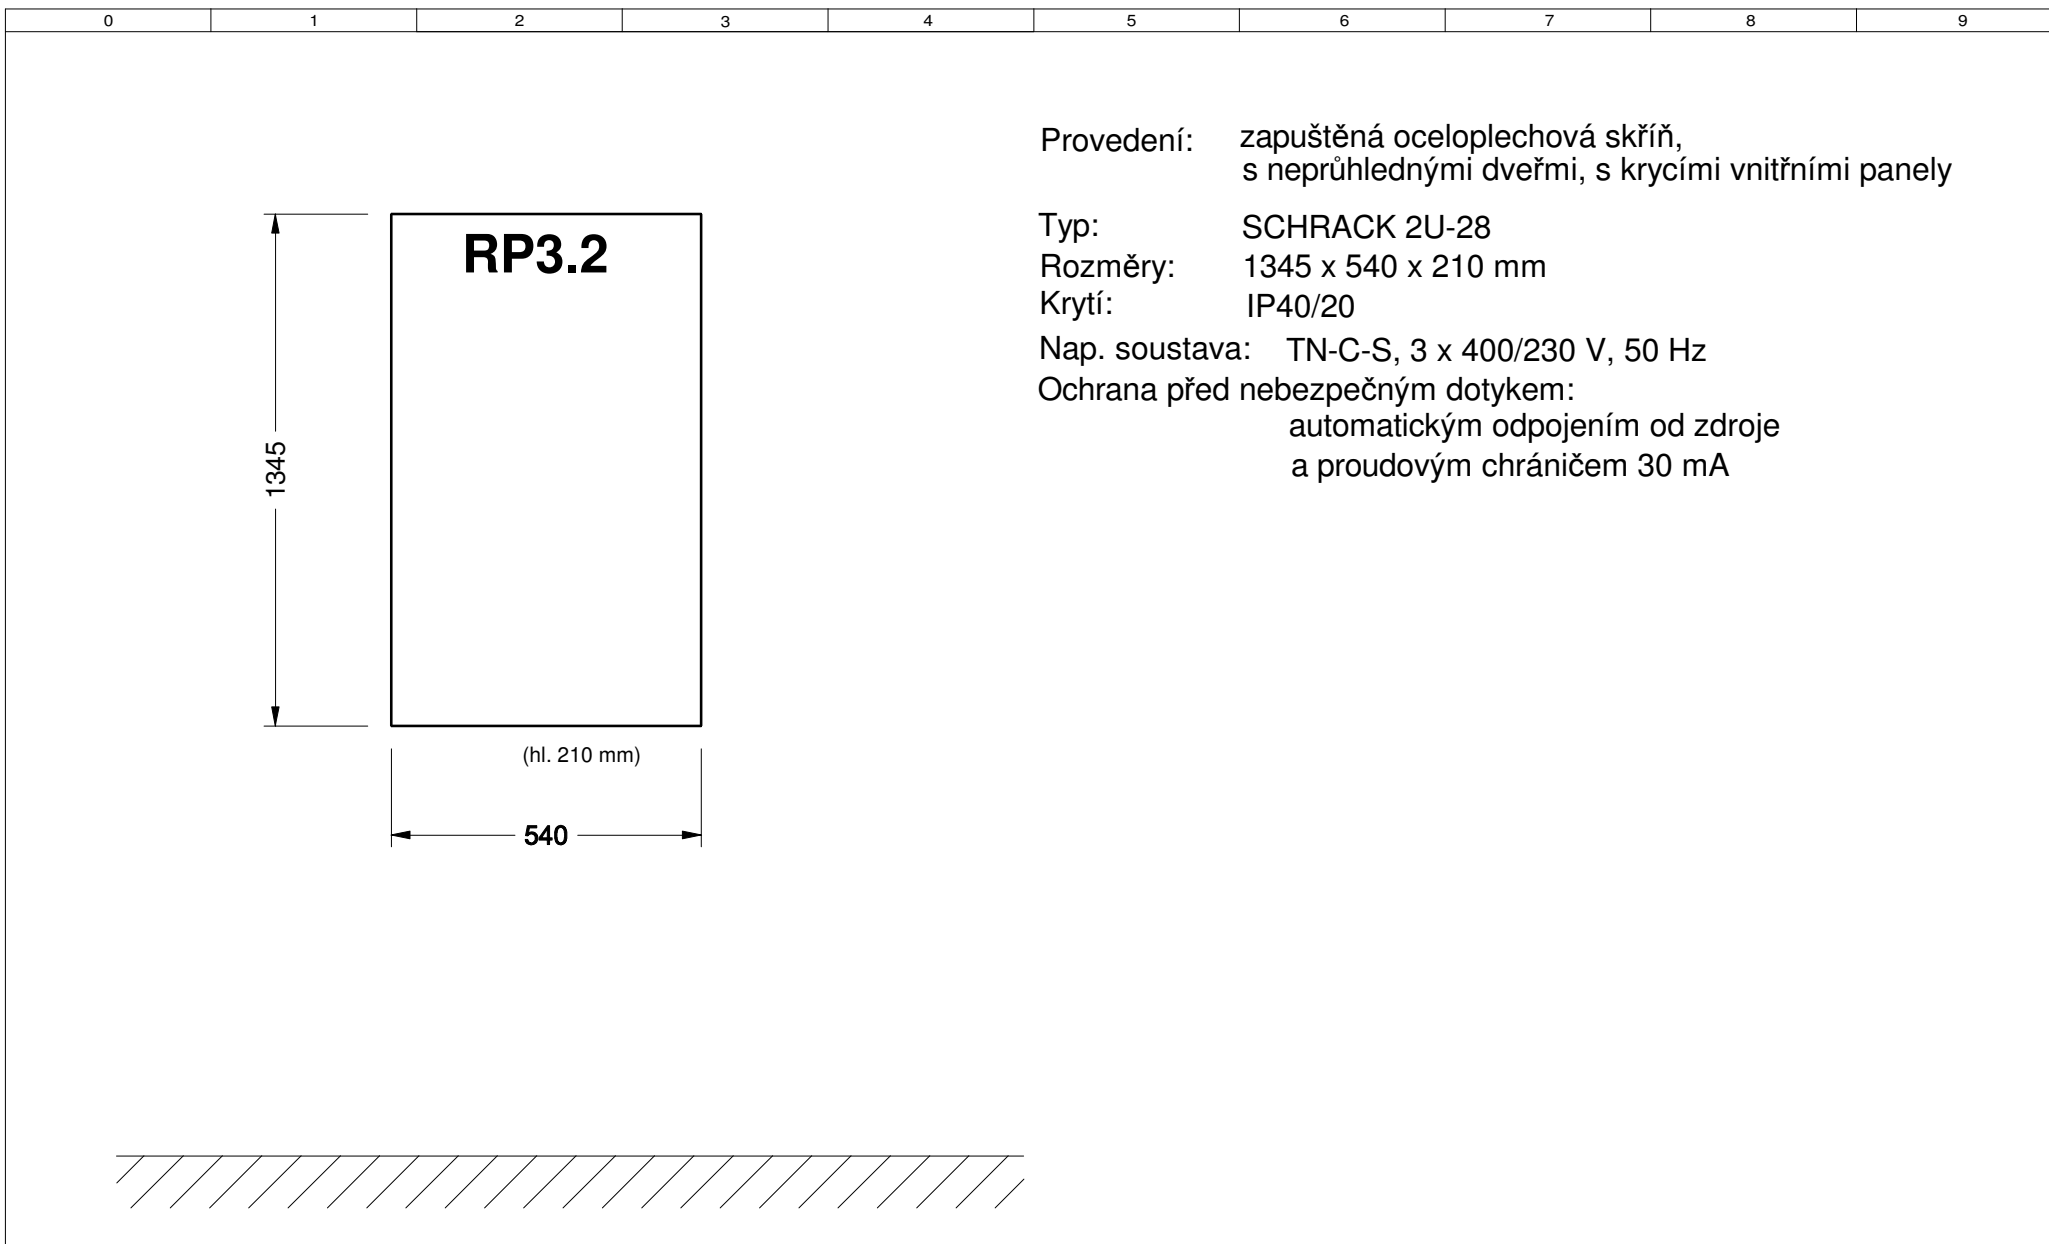 0 1 2 3 4 5 6 7 8 9
Provedení: zapuštěná oceloplechová skříň,
s neprůhlednými dveřmi, s krycími vnitřními panely
RP3.2
Typ: SCHRACK 2U-28
Rozměry: 1345 x 540 x 210 mm
Krytí: IP40/20
Nap. soustava: TN-C-S, 3 x 400/230 V, 50 Hz
Ochrana před nebezpečným dotykem:
automatickým odpojením od zdroje
a proudovým chráničem 30 mA
1345
(hl. 210 mm)
540